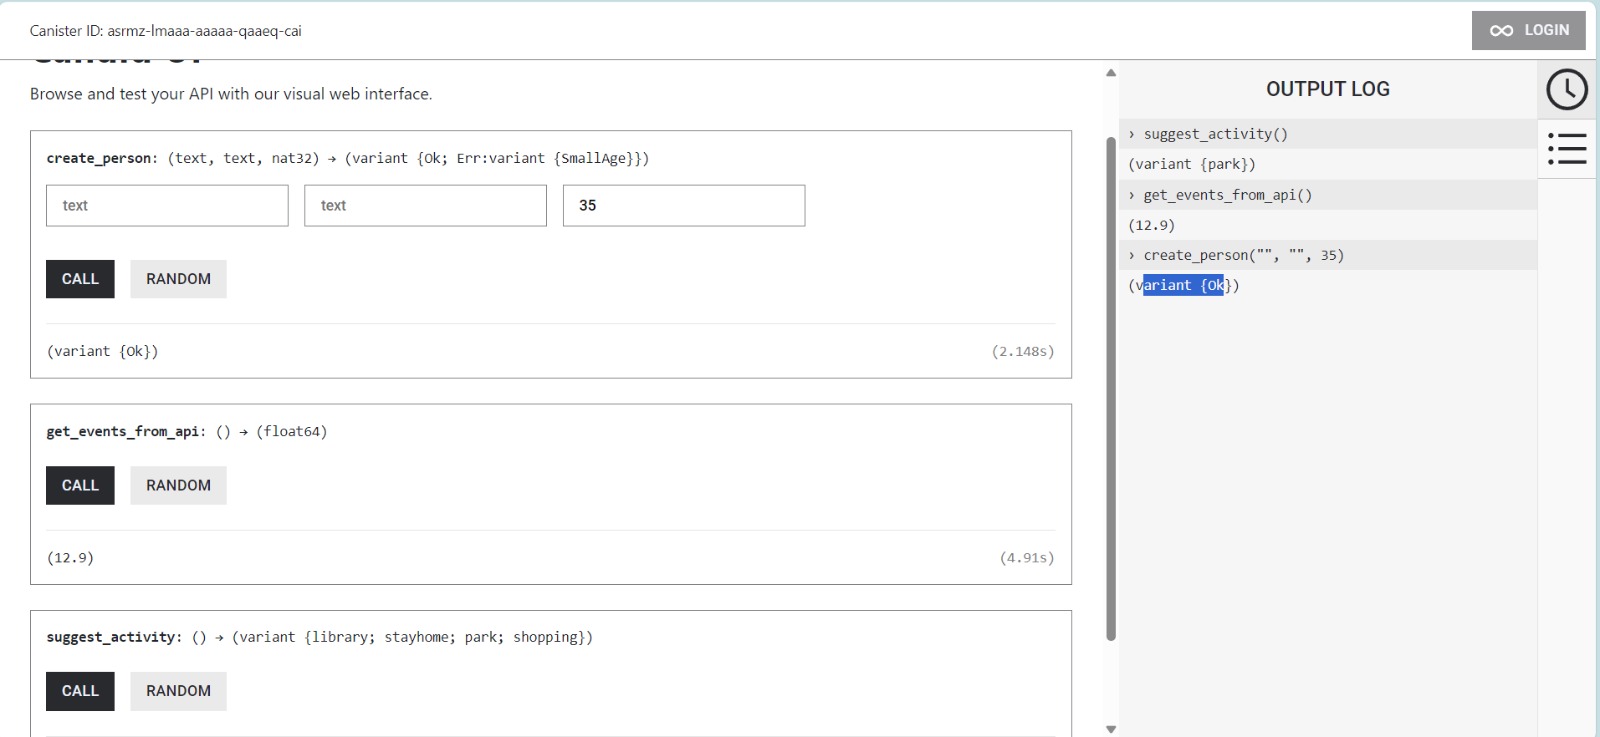 Canister ID: asrmz-lmaaa-aaaaa-qaaeq-cai
LOGIN
Candid UI
Browse and test your API with our visual web interface.
create_person: (text, text, nat32) → (variant {Ok; Err:variant {SmallAge}})
text
text
35
CALL
RANDOM
(variant {Ok})
(2.148s)
get_events_from_api: () → (float64)
CALL
RANDOM
(12.9)
(4.91s)
suggest_activity: () → (variant {library; stayhome; park; shopping})
CALL
RANDOM
OUTPUT LOG
› suggest_activity()
(variant {park})
› get_events_from_api()
(12.9)
› create_person("", "", 35)
(variant {Ok})